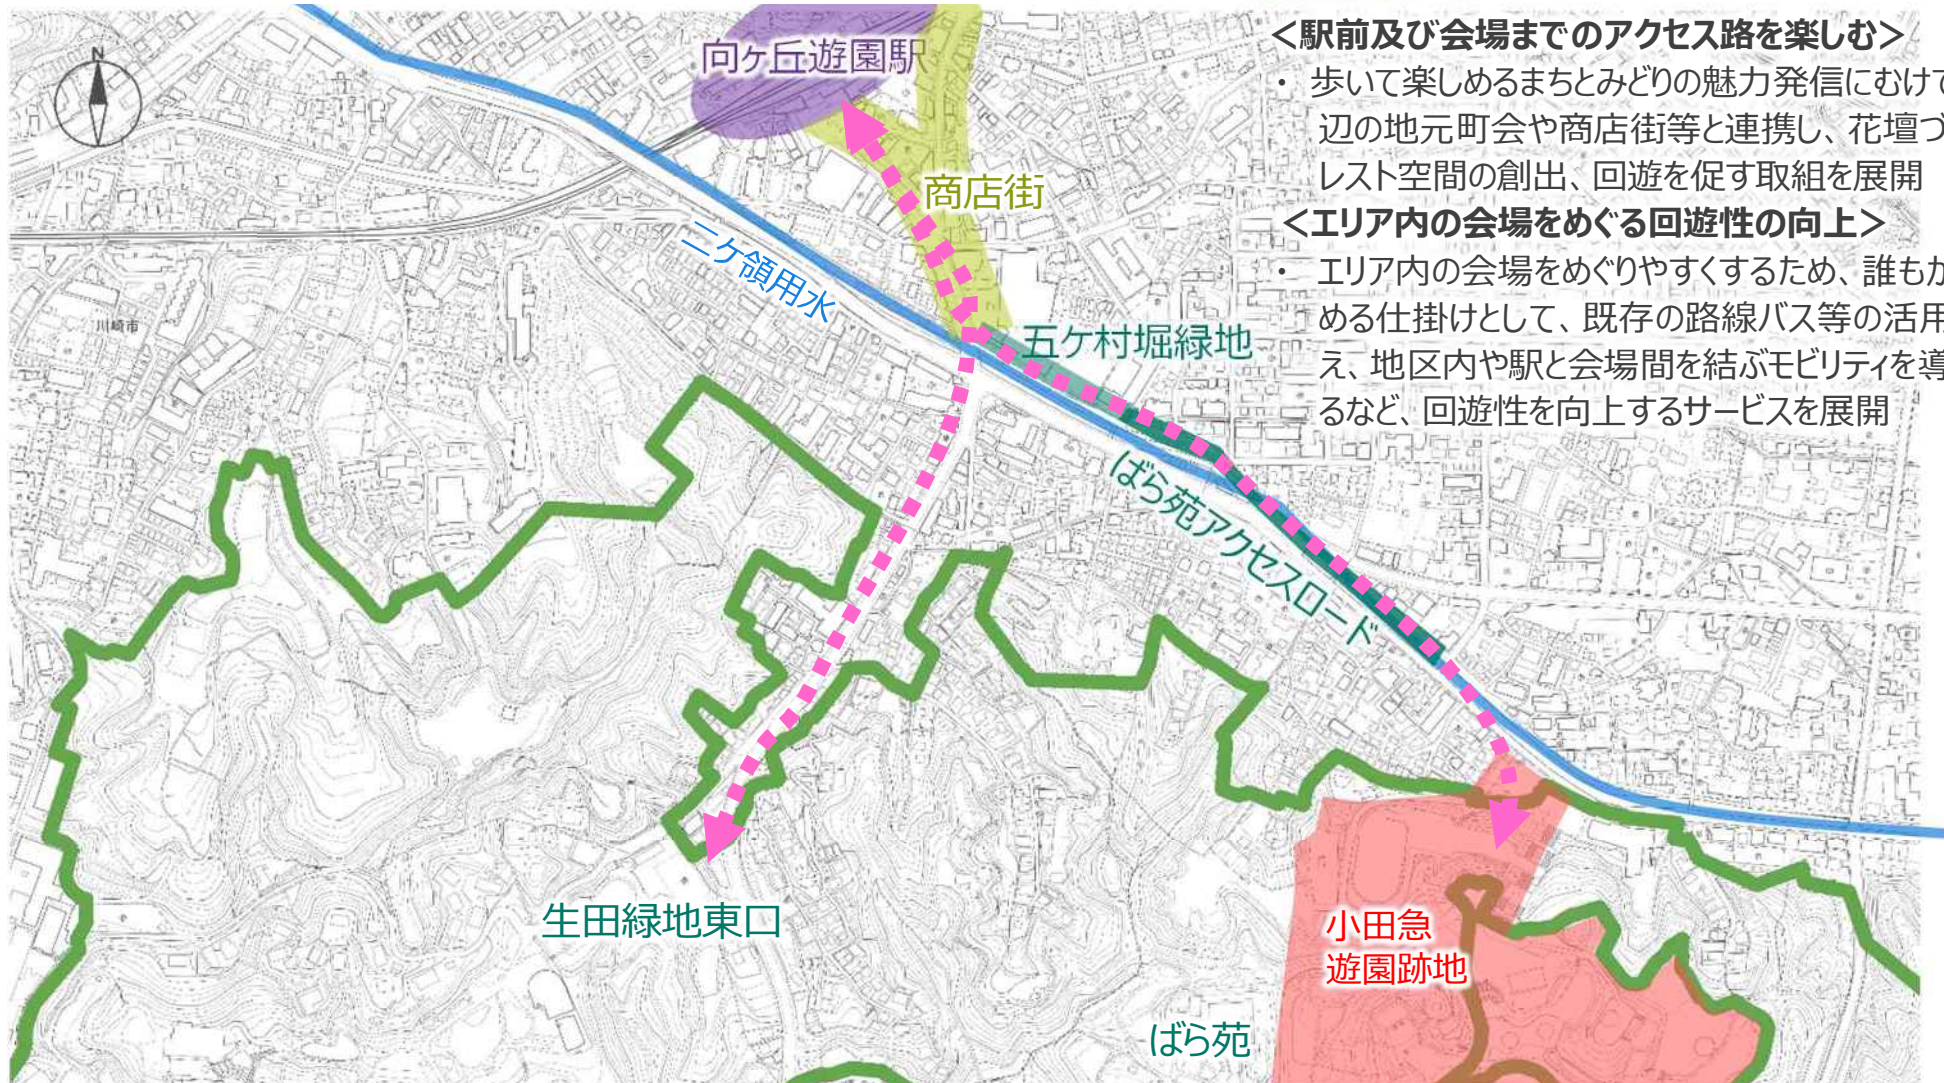 N
向ヶ丘遊園駅
商店街
二ケ領用水
川崎市
五ケ村堀緑地
ばら苑アクセスロード
生田緑地東口
小田急
遊園跡地
ばら苑
＜駅前及び会場までのアクセス路を楽しむ＞
・ 歩いて楽しめるまちとみどりの魅力発信にむけて
辺の地元町会や商店街等と連携し、花壇づ
レスト空間の創出、回遊を促す取組を展開
＜エリア内の会場をめぐる回遊性の向上＞
・ エリア内の会場をめぐりやすくするため、誰もが
める仕掛けとして、既存の路線バス等の活用
え、地区内や駅と会場間を結ぶモビリティを導
るなど、回遊性を向上するサービスを展開